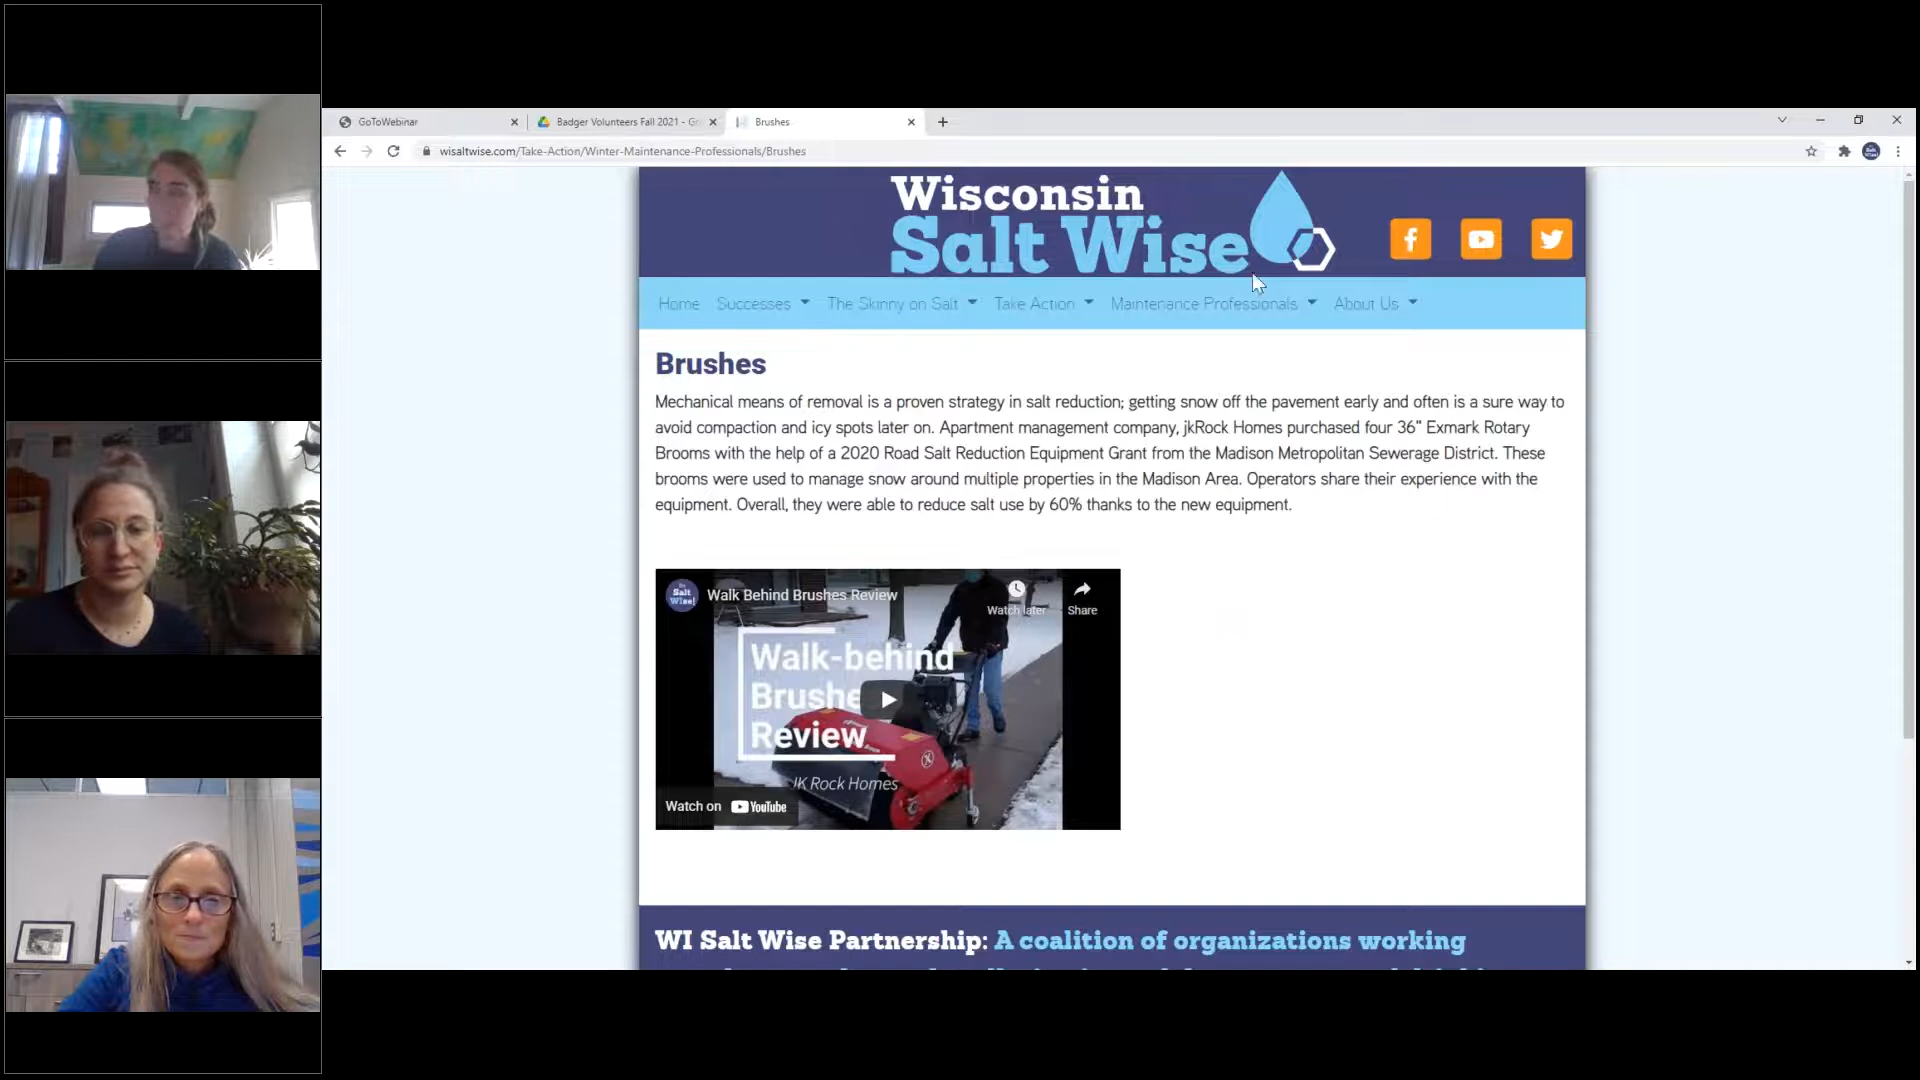 GoToWebinar
Badger Volunteers Fall 2021 - Gr
Brushes
wisaltwise.com/Take-Action/Winter-Maintenance-Professionals/Brushes
Wisconsin
Salt Wise
Home Successes The Skinny on Salt Take Action Maintenance Professionals About Us
Brushes
Mechanical means of removal is a proven strategy in salt reduction; getting snow off the pavement early and often is a sure way to
avoid compaction and icy spots later on. Apartment management company, jkRock Homes purchased four 36" Exmark Rotary
Brooms with the help of a 2020 Road Salt Reduction Equipment Grant from the Madison Metropolitan Sewerage District. These
brooms were used to manage snow around multiple properties in the Madison Area. Operators share their experience with the
equipment. Overall, they were able to reduce salt use by 60% thanks to the new equipment.
Salt
Wise!
Walk Behind Brushes Review
Watch later
Share
Walk-behind
Brushe
Review
JK Rock Homes
Watch on YouTube
WI Salt Wise Partnership: A coalition of organizations working